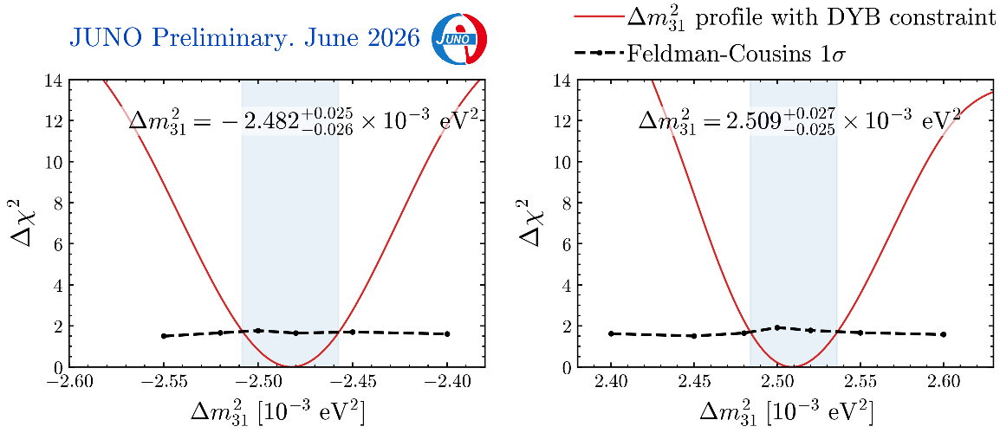 JUNO Preliminary. June 2026
JUNO
Δm²₃₁ profile with DYB constraint
Feldman-Cousins 1σ
Δm²₃₁ = −2.482⁺⁰·⁰²⁵₋₀.₀₂₆ × 10⁻³ eV²
14
12
10
8
6
4
2
0
Δχ²
−2.60 −2.55 −2.50 −2.45 −2.40
Δm²₃₁ [10⁻³ eV²]
Δm²₃₁ = 2.509⁺⁰·⁰²⁷₋₀.₀₂₅ × 10⁻³ eV²
14
12
10
8
6
4
2
0
Δχ²
2.40 2.45 2.50 2.55 2.60
Δm²₃₁ [10⁻³ eV²]